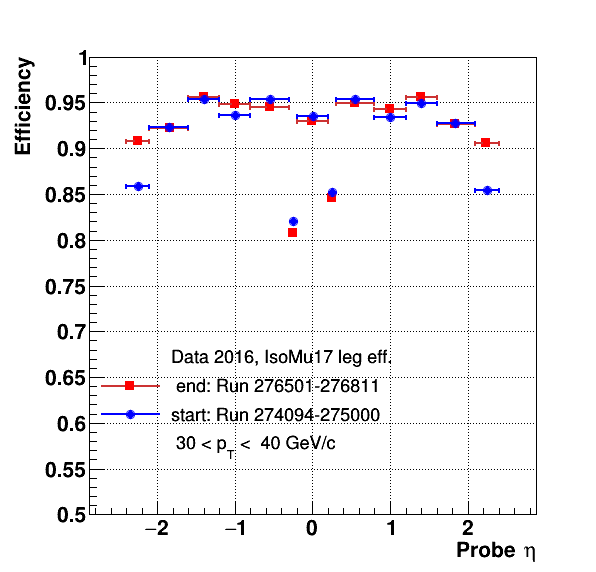 Efficiency
1
0.95
0.9
0.85
0.8
0.75
0.7
0.65
0.6
0.55
0.5
Data 2016, IsoMu17 leg eff.
end: Run 276501-276811
start: Run 274094-275000
30 < pT < 40 GeV/c
−2 −1 0 1 2
Probe η